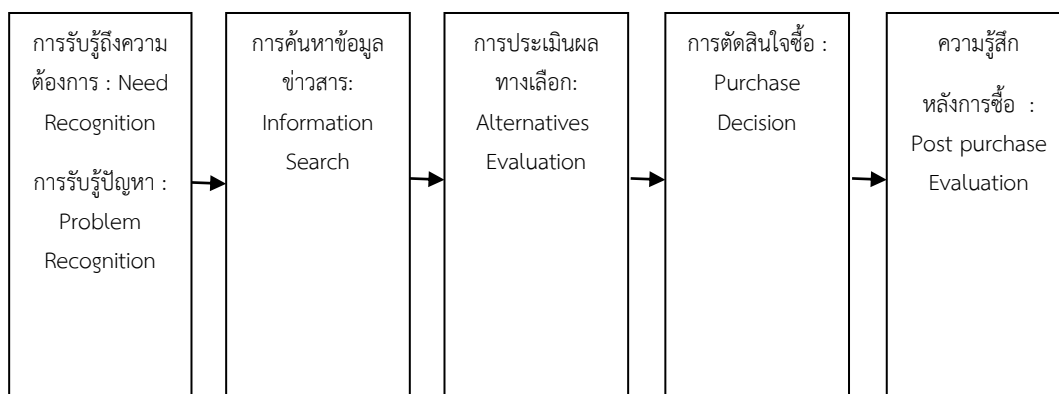 การรับรู้ถึงความ
ต้องการ : Need
Recognition
การรับรู้ปัญหา :
Problem
Recognition
การค้นหาข้อมูล
ข่าวสาร:
Information
Search
การประเมินผล
ทางเลือก:
Alternatives
Evaluation
การตัดสินใจซื้อ :
Purchase
Decision
ความรู้สึก
หลังการซื้อ :
Post purchase
Evaluation